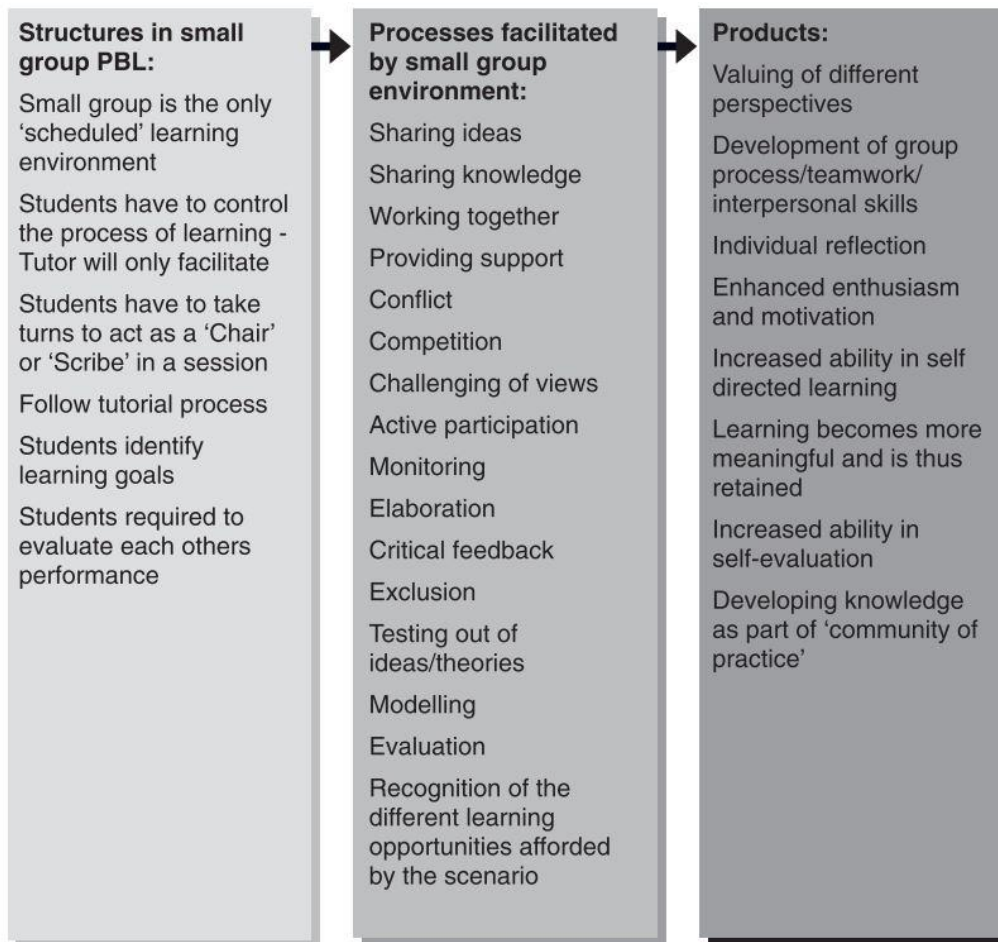 Structures in small
group PBL:
Small group is the only
‘scheduled’ learning
environment
Students have to control
the process of learning -
Tutor will only facilitate
Students have to take
turns to act as a ‘Chair’
or ‘Scribe’ in a session
Follow tutorial process
Students identify
learning goals
Students required to
evaluate each others
performance
Processes facilitated
by small group
environment:
Sharing ideas
Sharing knowledge
Working together
Providing support
Conflict
Competition
Challenging of views
Active participation
Monitoring
Elaboration
Critical feedback
Exclusion
Testing out of
ideas/theories
Modelling
Evaluation
Recognition of the
different learning
opportunities afforded
by the scenario
Products:
Valuing of different
perspectives
Development of group
process/teamwork/
interpersonal skills
Individual reflection
Enhanced enthusiasm
and motivation
Increased ability in self
directed learning
Learning becomes more
meaningful and is thus
retained
Increased ability in
self-evaluation
Developing knowledge
as part of ‘community of
practice’